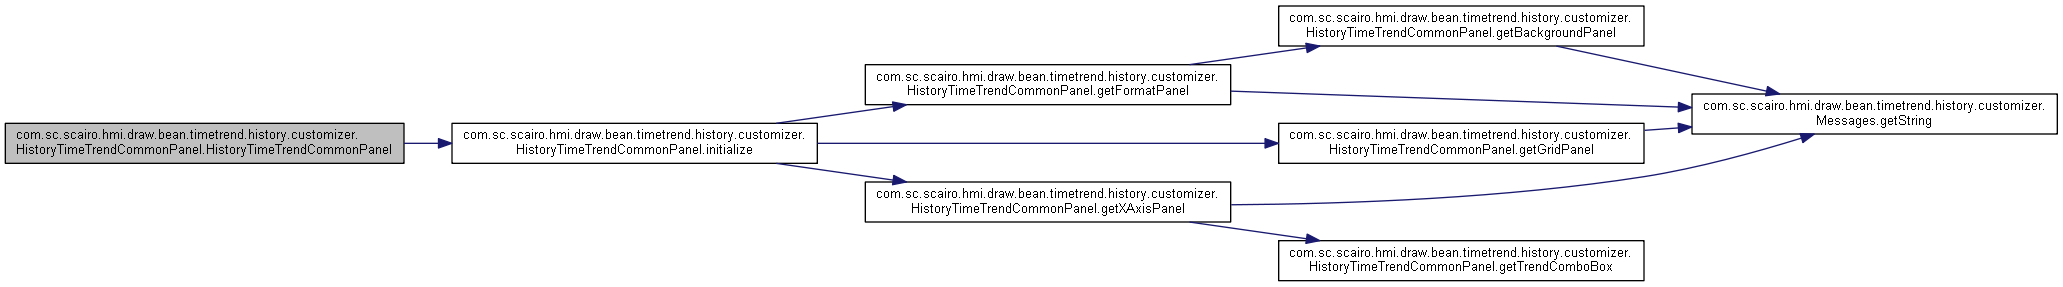 com.sc.scairo.hmi.draw.bean.timetrend.history.customizer.
HistoryTimeTrendCommonPanel.HistoryTimeTrendCommonPanel
com.sc.scairo.hmi.draw.bean.timetrend.history.customizer.
HistoryTimeTrendCommonPanel.initialize
com.sc.scairo.hmi.draw.bean.timetrend.history.customizer.
HistoryTimeTrendCommonPanel.getFormatPanel
com.sc.scairo.hmi.draw.bean.timetrend.history.customizer.
HistoryTimeTrendCommonPanel.getBackgroundPanel
com.sc.scairo.hmi.draw.bean.timetrend.history.customizer.
Messages.getString
com.sc.scairo.hmi.draw.bean.timetrend.history.customizer.
HistoryTimeTrendCommonPanel.getGridPanel
com.sc.scairo.hmi.draw.bean.timetrend.history.customizer.
HistoryTimeTrendCommonPanel.getXAxisPanel
com.sc.scairo.hmi.draw.bean.timetrend.history.customizer.
HistoryTimeTrendCommonPanel.getTrendComboBox